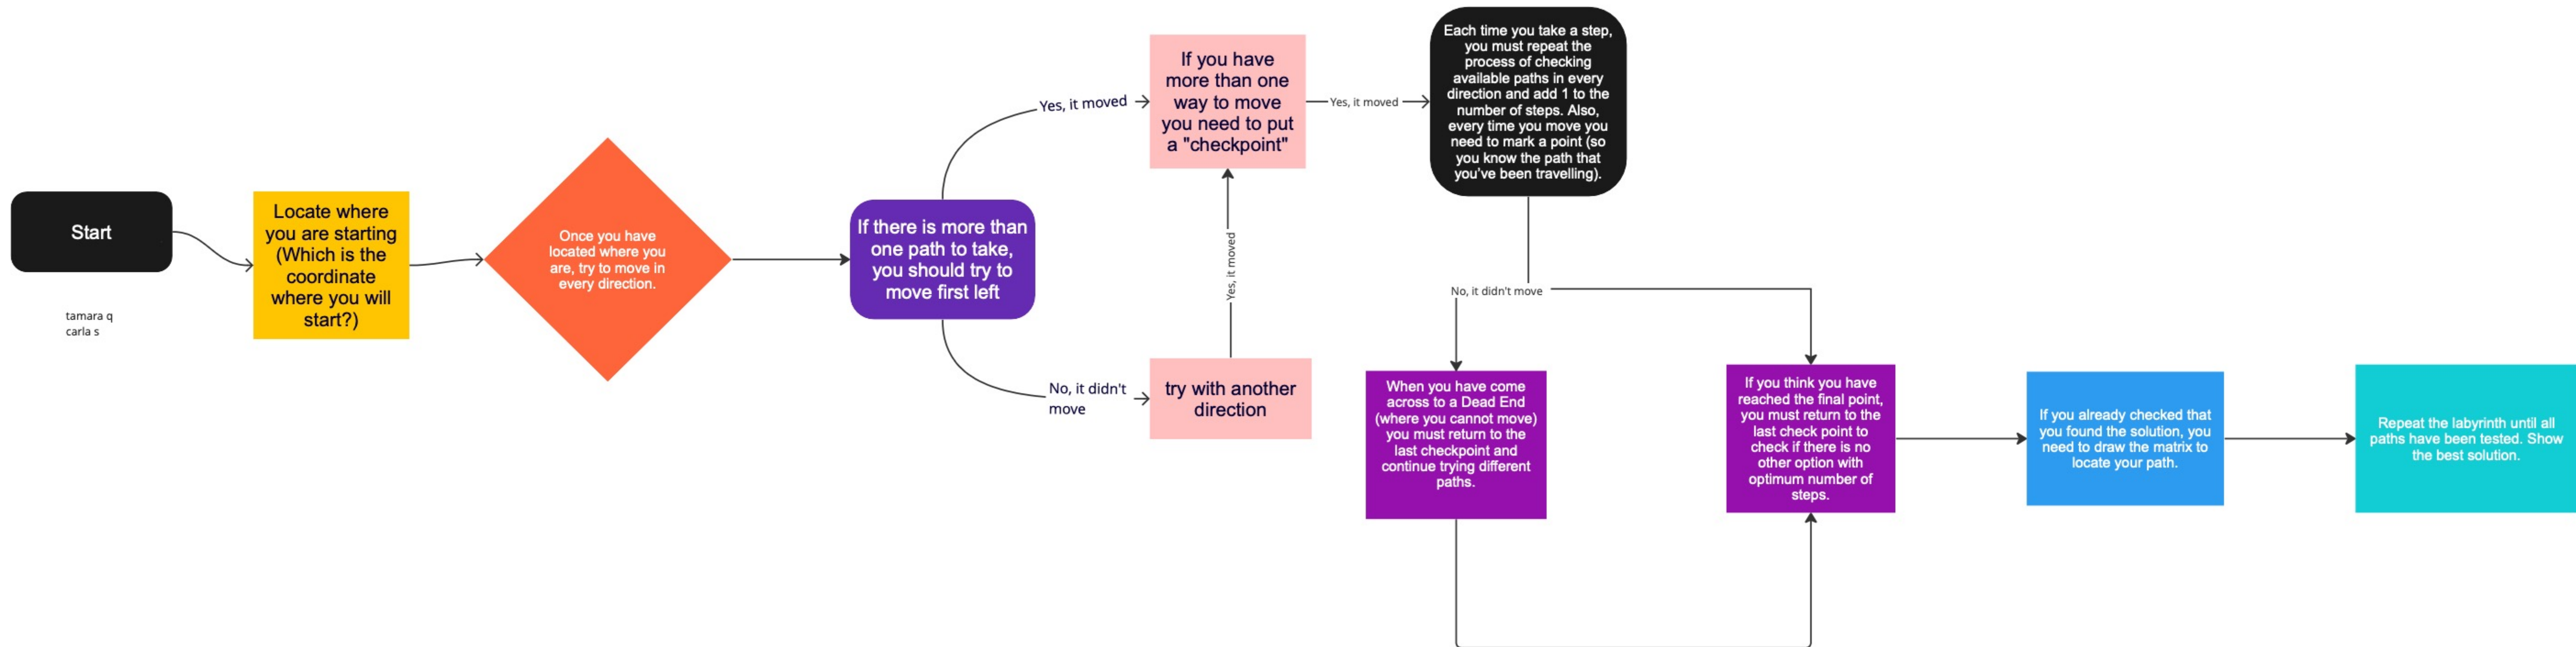 Start
tamara q
carla s
Locate where
you are starting
(Which is the
coordinate
where you will
start?)
Once you have
located where you
are, try to move in
every direction.
If there is more than
one path to take,
you should try to
move first left
Yes, it moved
No, it didn't
move
If you have
more than one
way to move
you need to put
a "checkpoint"
Yes, it moved
try with another
direction
Yes, it moved
Each time you take a step,
you must repeat the
process of checking
available paths in every
direction and add 1 to the
number of steps. Also,
every time you move you
need to mark a point (so
you know the path that
you've been travelling).
No, it didn't move
When you have come
across to a Dead End
(where you cannot move)
you must return to the
last checkpoint and
continue trying different
paths.
If you think you have
reached the final point,
you must return to the
last check point to
check if there is no
other option with
optimum number of
steps.
If you already checked that
you found the solution, you
need to draw the matrix to
locate your path.
Repeat the labyrinth until all
paths have been tested. Show
the best solution.